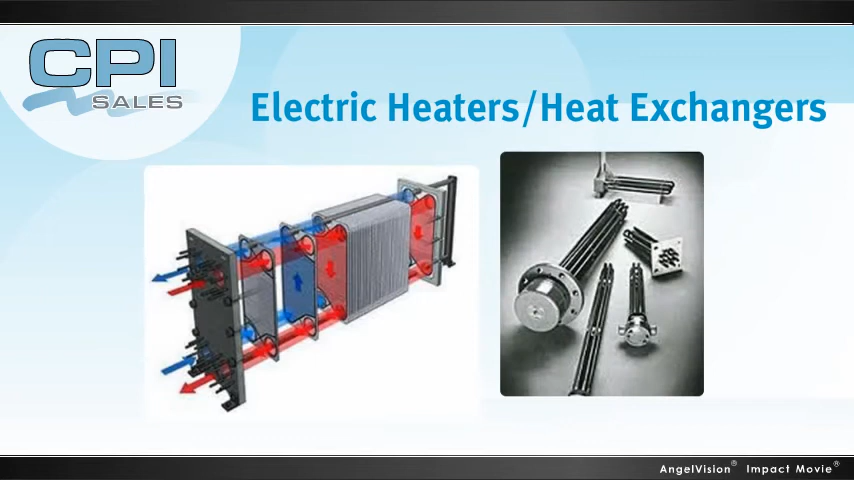 CPI
SALES
Electric Heaters/Heat Exchangers
AngelVision® Impact Movie®